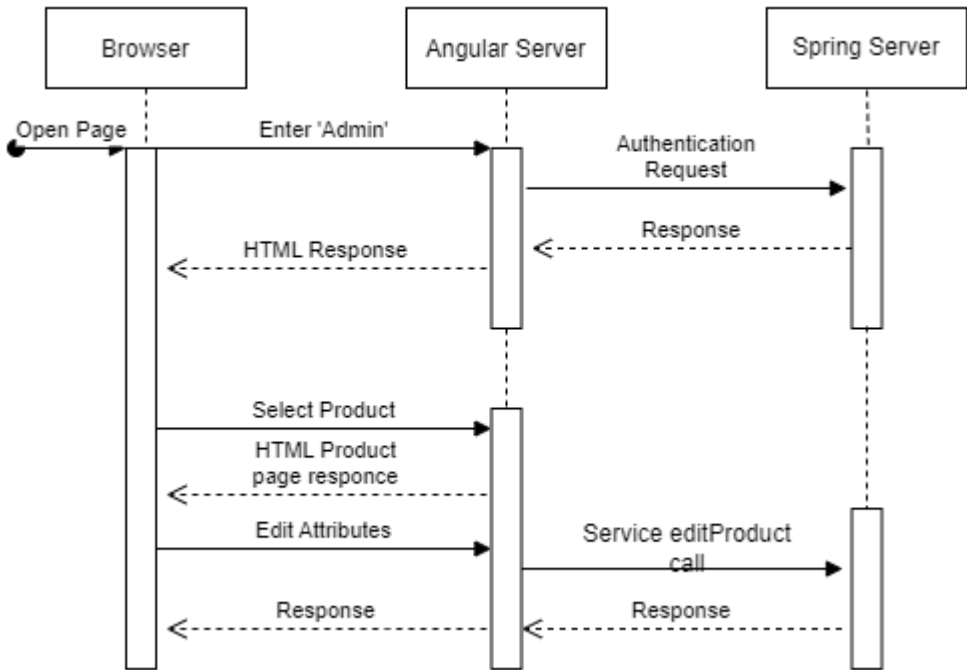 Browser
Angular Server
Spring Server
Open Page
Enter 'Admin'
Authentication
Request
Response
HTML Response
Select Product
HTML Product
page responce
Edit Attributes
Service editProduct
call
Response
Response